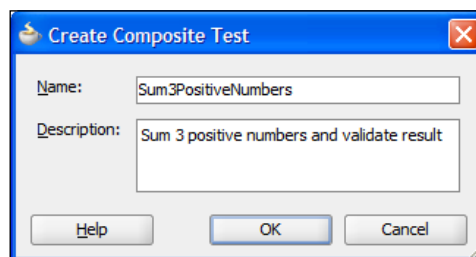 Create Composite Test
Name:
Sum3PositiveNumbers
Description:
Sum 3 positive numbers and validate result
Help
OK
Cancel